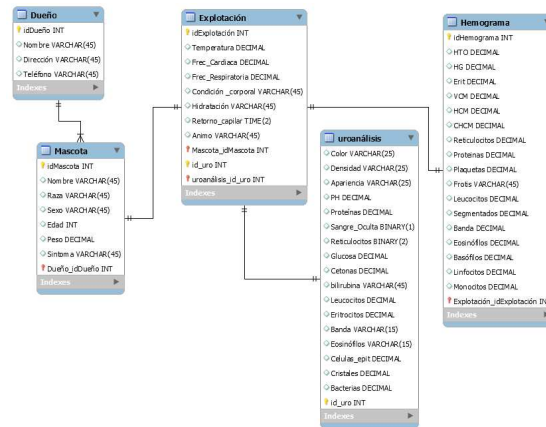 Dueño
idDueño INT
Nombre VARCHAR(45)
Dirección VARCHAR(45)
Teléfono VARCHAR(45)
Indexes
Mascota
idMascota INT
Nombre VARCHAR(45)
Raza VARCHAR(45)
Sexo VARCHAR(45)
Edad INT
Peso DECIMAL
Sintoma VARCHAR(45)
Dueño_idDueño INT
Indexes
Explotación
idExplotación INT
Temperatura DECIMAL
Frec_Cardiaca DECIMAL
Frec_Respiratoria DECIMAL
Condición _corporal VARCHAR(45)
Hidratación VARCHAR(45)
Retorno_capilar TIME(2)
Animo VARCHAR(45)
Mascota_idMascota INT
id_uro INT
uroanálisis_id_uro INT
Indexes
uroanálisis
Color VARCHAR(25)
Densidad VARCHAR(25)
Apariencia VARCHAR(25)
PH DECIMAL
Proteínas DECIMAL
Sangre_Oculta BINARY(1)
Reticulocitos BINARY(2)
Glucosa DECIMAL
Cetonas DECIMAL
bilirubina VARCHAR(45)
Leucocitos DECIMAL
Eritrocitos DECIMAL
Banda VARCHAR(15)
Eosinófilos VARCHAR(15)
Celulas_epit DECIMAL
Cristales DECIMAL
Bacterias DECIMAL
id_uro INT
Indexes
Hemograma
idHemograma INT
HTO DECIMAL
HG DECIMAL
Erit DECIMAL
VCM DECIMAL
HCM DECIMAL
CHCM DECIMAL
Reticulocitos DECIMAL
Proteinas DECIMAL
Plaquetas DECIMAL
Frotis VARCHAR(45)
Leucocitos DECIMAL
Segmentados DECIMAL
Banda DECIMAL
Eosinófilos DECIMAL
Basófilos DECIMAL
Linfocitos DECIMAL
Monocitos DECIMAL
Explotación_idExplotación IN
Indexes